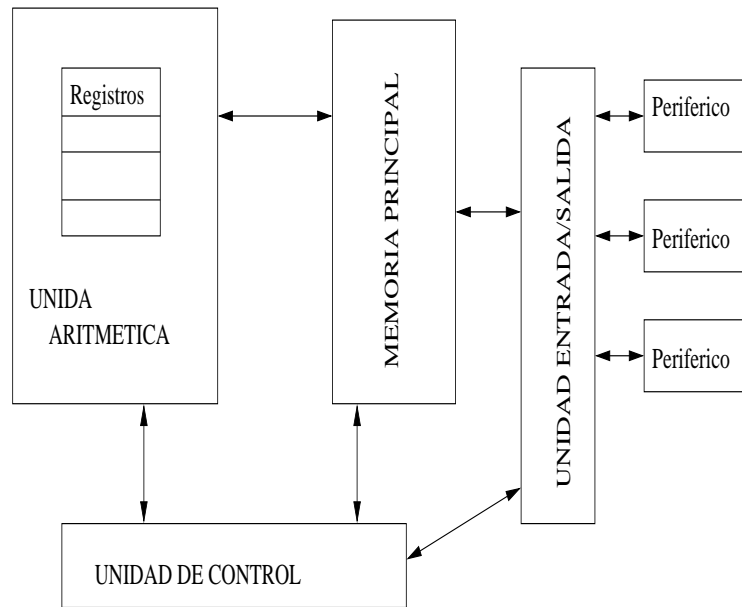 Registros
UNIDA
ARITMETICA
MEMORIA PRINCIPAL
UNIDAD ENTRADA/SALIDA
Periferico
Periferico
Periferico
UNIDAD DE CONTROL